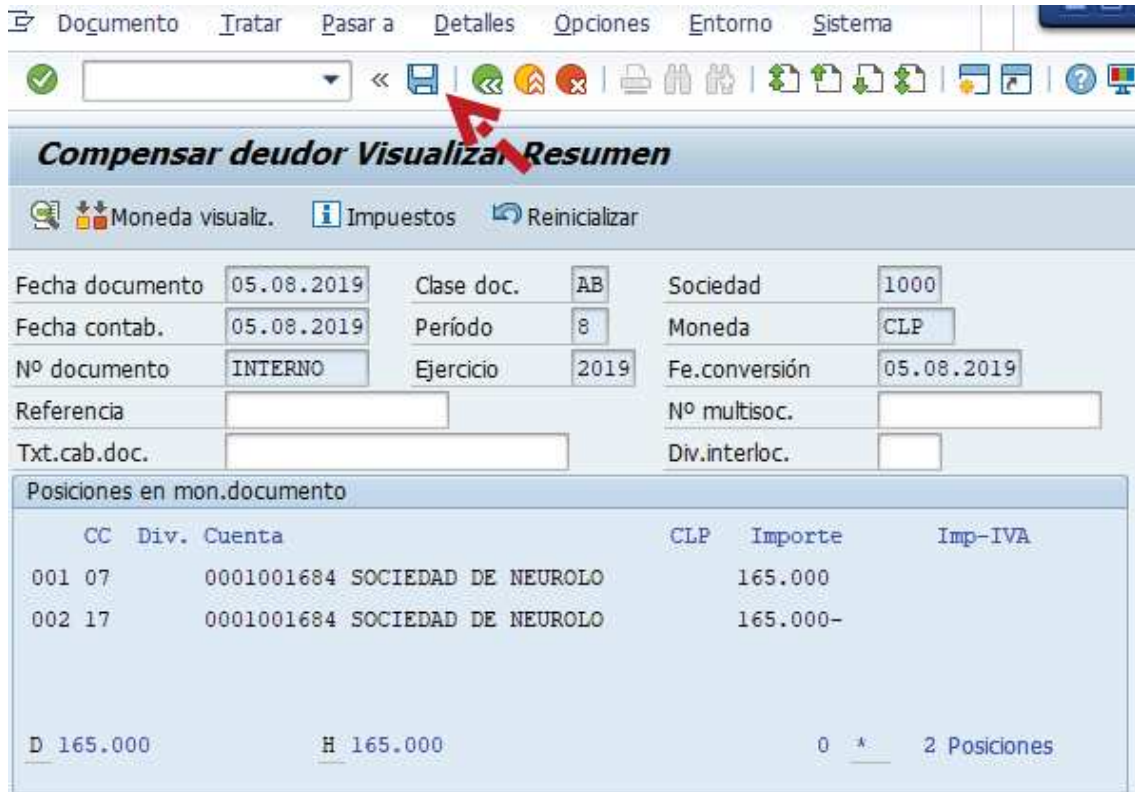 Documento Tratar Pasar a Detalles Opciones Entorno Sistema
Compensar deudor Visualizar Resumen
Moneda visualiz. Impuestos Reinicializar
Fecha documento 05.08.2019 Clase doc. AB Sociedad 1000
Fecha contab. 05.08.2019 Período 8 Moneda CLP
Nº documento INTERNO Ejercicio 2019 Fe.conversión 05.08.2019
Referencia Nº multisoc.
Txt.cab.doc. Div.interloc.
Posiciones en mon.documento
CC Div. Cuenta CLP Importe Imp-IVA
001 07 0001001684 SOCIEDAD DE NEUROLO 165.000
002 17 0001001684 SOCIEDAD DE NEUROLO 165.000-
D 165.000 H 165.000 0 * 2 Posiciones